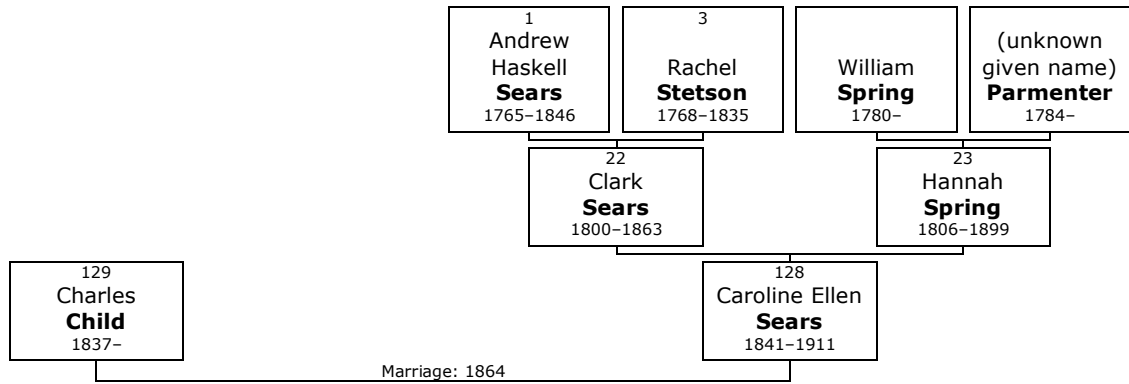 1
Andrew
Haskell
Sears
1765–1846
3
Rachel
Stetson
1768–1835
William
Spring
1780–
(unknown
given name)
Parmenter
1784–
22
Clark
Sears
1800–1863
23
Hannah
Spring
1806–1899
129
Charles
Child
1837–
128
Caroline Ellen
Sears
1841–1911
Marriage: 1864